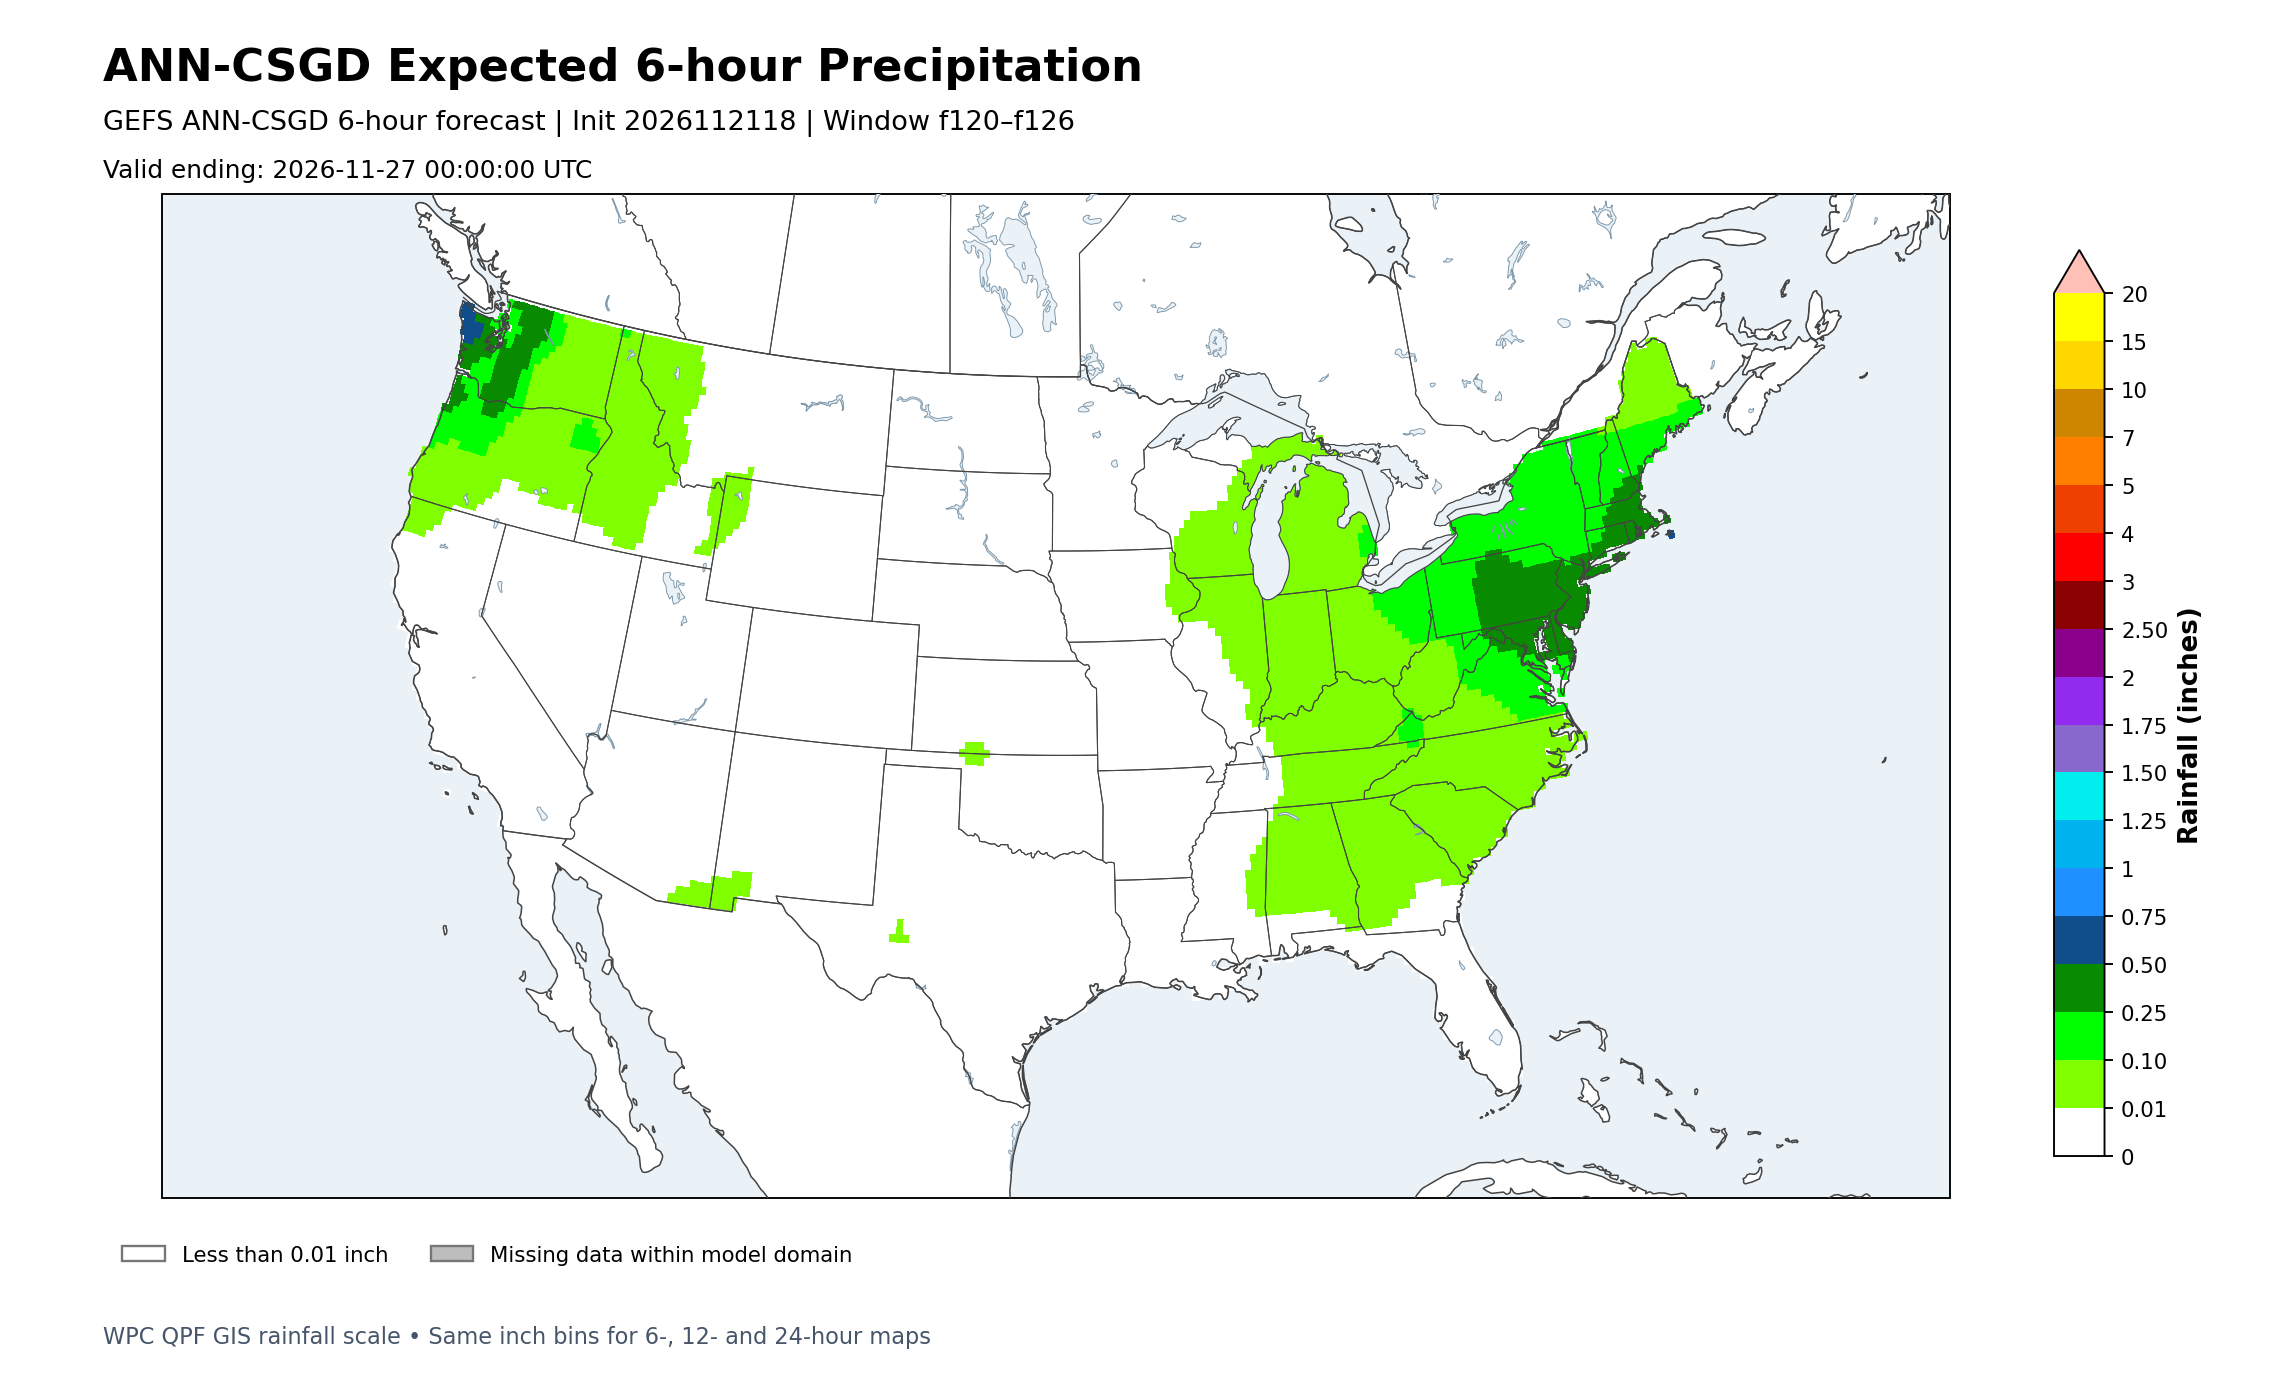 ANN-CSGD Expected 6-hour Precipitation
GEFS ANN-CSGD 6-hour forecast | Init 2026112118 | Window f120–f126
Valid ending: 2026-11-27 00:00:00 UTC
20
15
10
7
5
4
3
2.50
2
1.75
1.50
1.25
1
0.75
0.50
0.25
0.10
0.01
0
Rainfall (inches)
Less than 0.01 inch
Missing data within model domain
WPC QPF GIS rainfall scale • Same inch bins for 6-, 12- and 24-hour maps